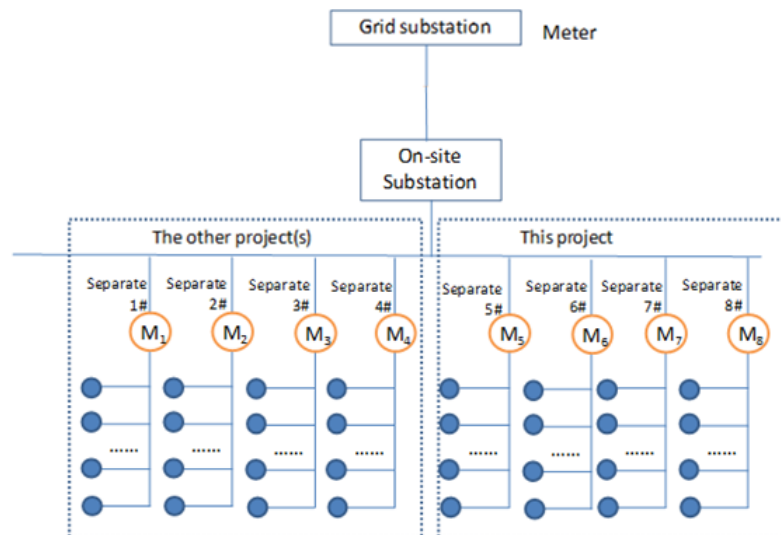 Grid substation
Meter
On-site
Substation
The other project(s)
This project
Separate
1#
Separate
2#
Separate
3#
Separate
4#
Separate
5#
Separate
6#
Separate
7#
Separate
8#
M₁
M₂
M₃
M₄
M₅
M₆
M₇
M₈
...... ...... ...... ...... ...... ...... ...... ......